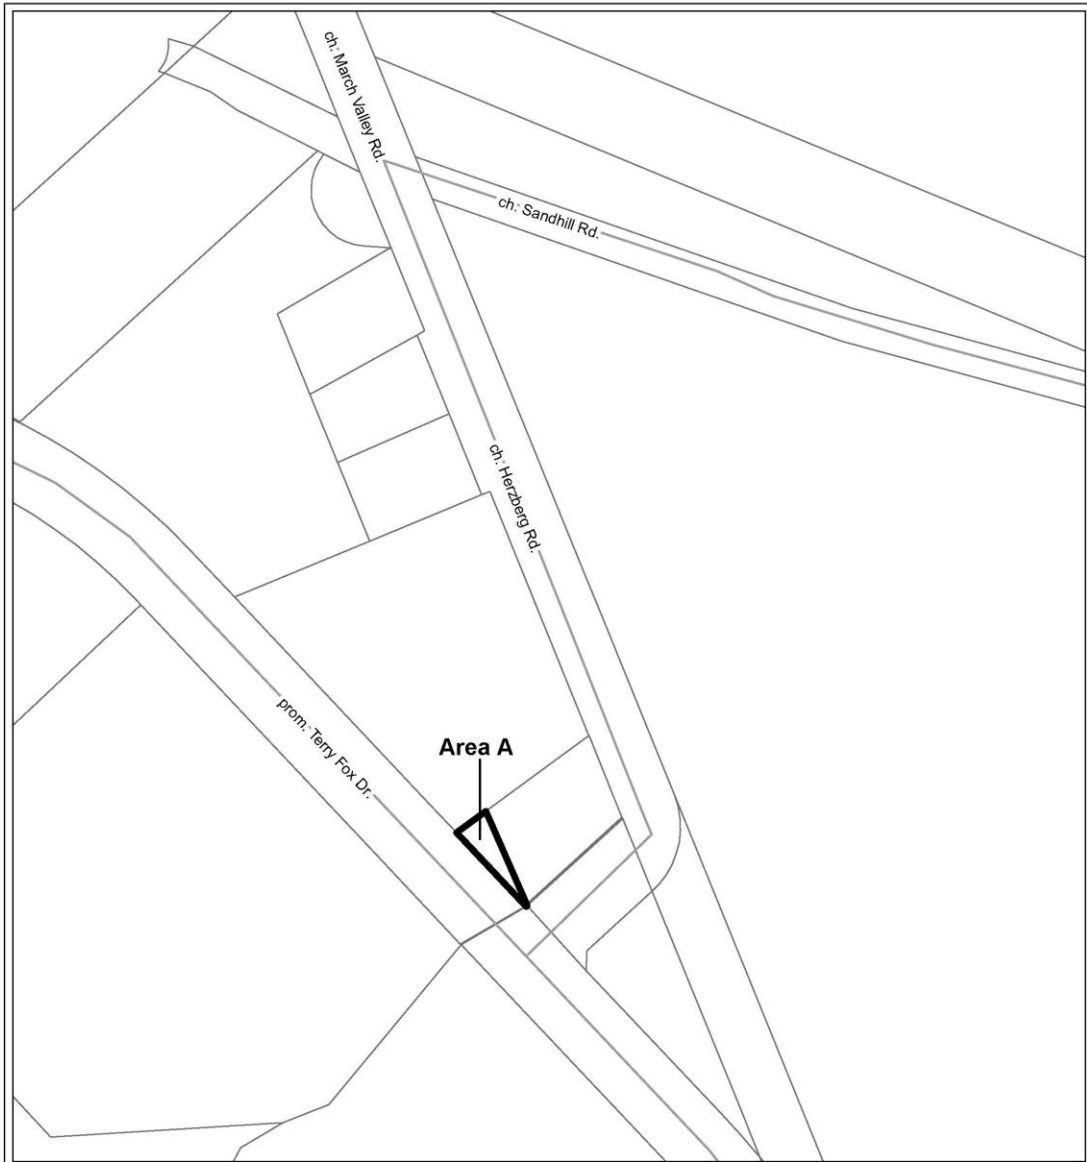 ch: March Valley Rd.
ch: Sandhill Rd.
ch: Herzberg Rd.
prom: Terry Fox Dr.
Area A